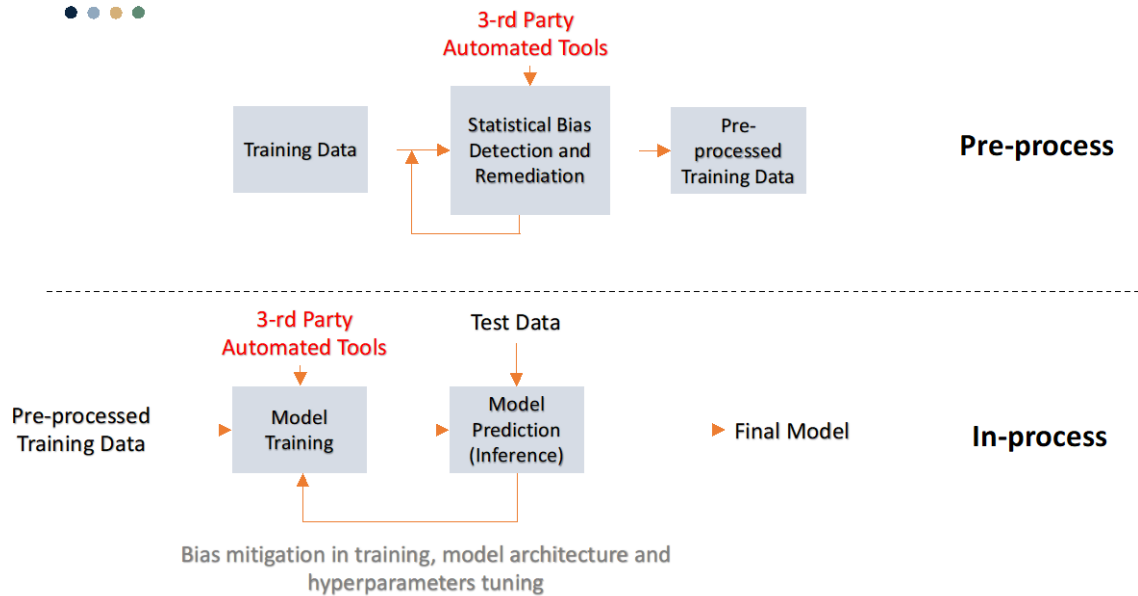 3-rd Party
Automated Tools
Training Data
Statistical Bias
Detection and
Remediation
Pre-
processed
Training Data
Pre-process
3-rd Party
Automated Tools
Test Data
Pre-processed
Training Data
Model
Training
Model
Prediction
(Inference)
Final Model
In-process
Bias mitigation in training, model architecture and
hyperparameters tuning